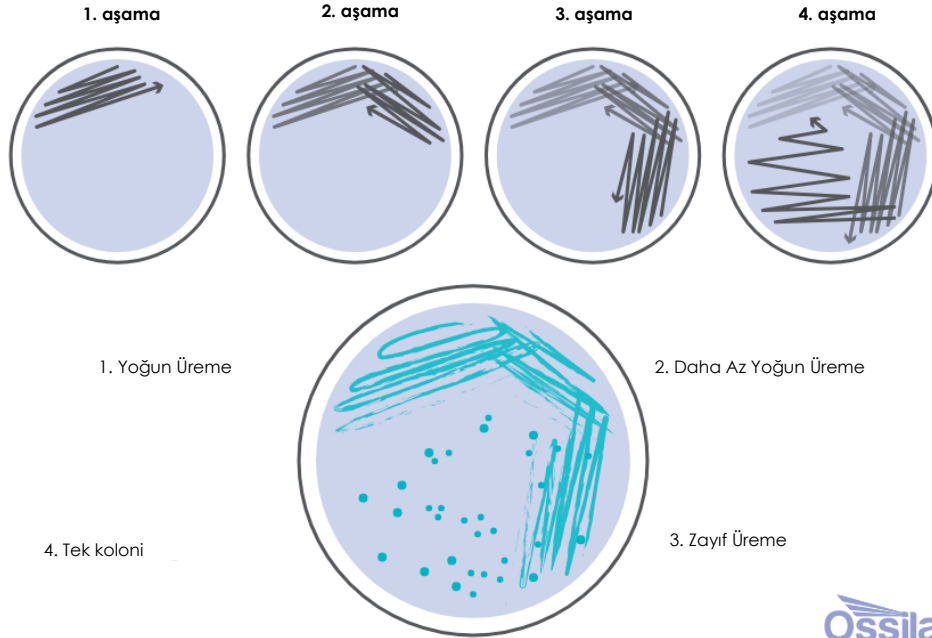 1. aşama
2. aşama
3. aşama
4. aşama
1. Yoğun Üreme
2. Daha Az Yoğun Üreme
4. Tek koloni
3. Zayıf Üreme
Ossila